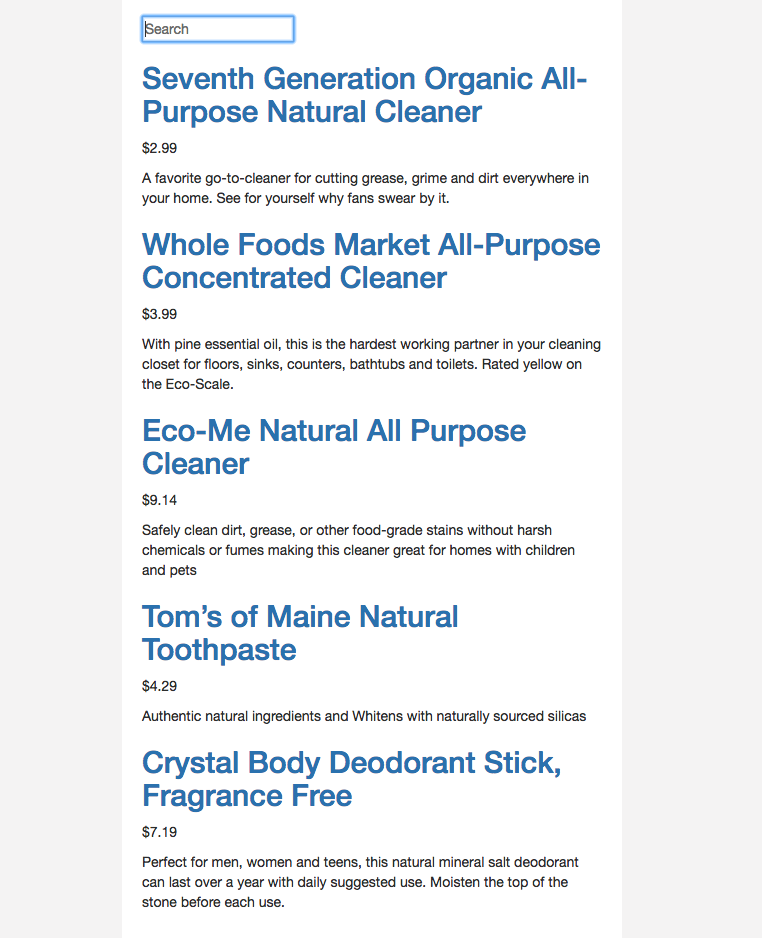 Search
Seventh Generation Organic All-
Purpose Natural Cleaner
$2.99
A favorite go-to-cleaner for cutting grease, grime and dirt everywhere in
your home. See for yourself why fans swear by it.
Whole Foods Market All-Purpose
Concentrated Cleaner
$3.99
With pine essential oil, this is the hardest working partner in your cleaning
closet for floors, sinks, counters, bathtubs and toilets. Rated yellow on
the Eco-Scale.
Eco-Me Natural All Purpose
Cleaner
$9.14
Safely clean dirt, grease, or other food-grade stains without harsh
chemicals or fumes making this cleaner great for homes with children
and pets
Tom’s of Maine Natural
Toothpaste
$4.29
Authentic natural ingredients and Whitens with naturally sourced silicas
Crystal Body Deodorant Stick,
Fragrance Free
$7.19
Perfect for men, women and teens, this natural mineral salt deodorant
can last over a year with daily suggested use. Moisten the top of the
stone before each use.